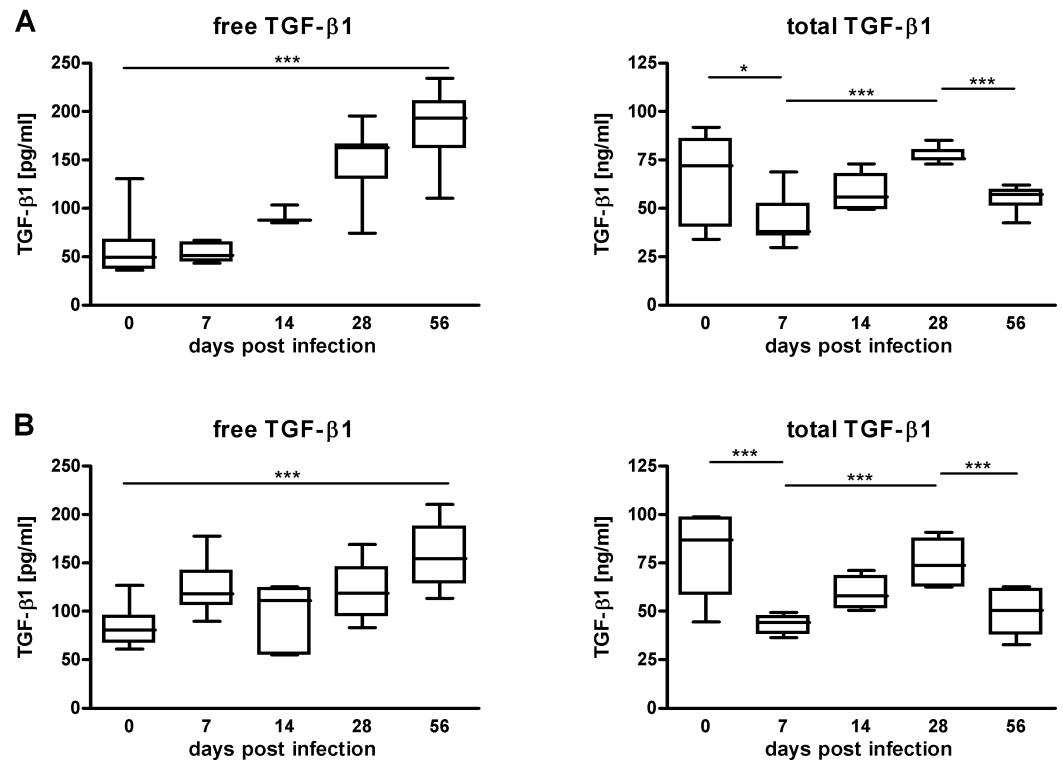 A
free TGF-β1
TGF-β1 [pg/ml]
250
200
150
100
50
0
***
0 7 14 28 56
days post infection
total TGF-β1
TGF-β1 [ng/ml]
125
100
75
50
25
0
*
***
***
0 7 14 28 56
days post infection
B
free TGF-β1
TGF-β1 [pg/ml]
250
200
150
100
50
0
***
0 7 14 28 56
days post infection
total TGF-β1
TGF-β1 [ng/ml]
125
100
75
50
25
0
***
***
***
0 7 14 28 56
days post infection